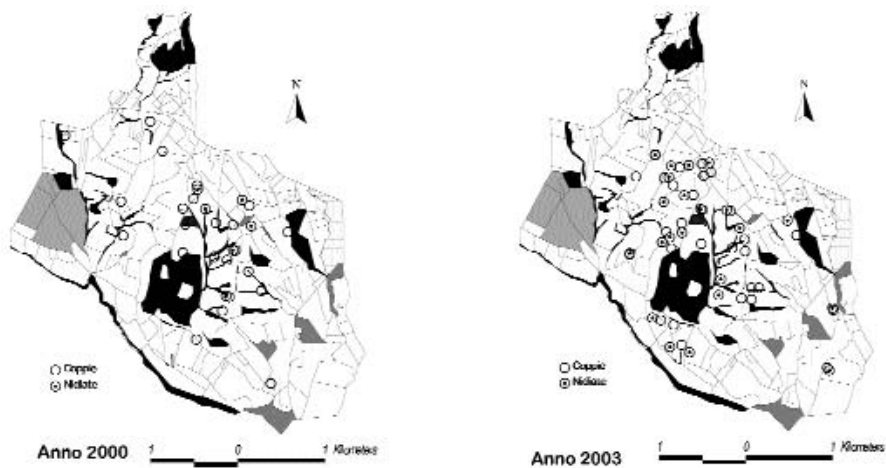 N
Coppie
Nidiate
Anno 2000
1 0 1 Kilometers
N
Coppie
Nidiate
Anno 2003
1 0 1 Kilometers